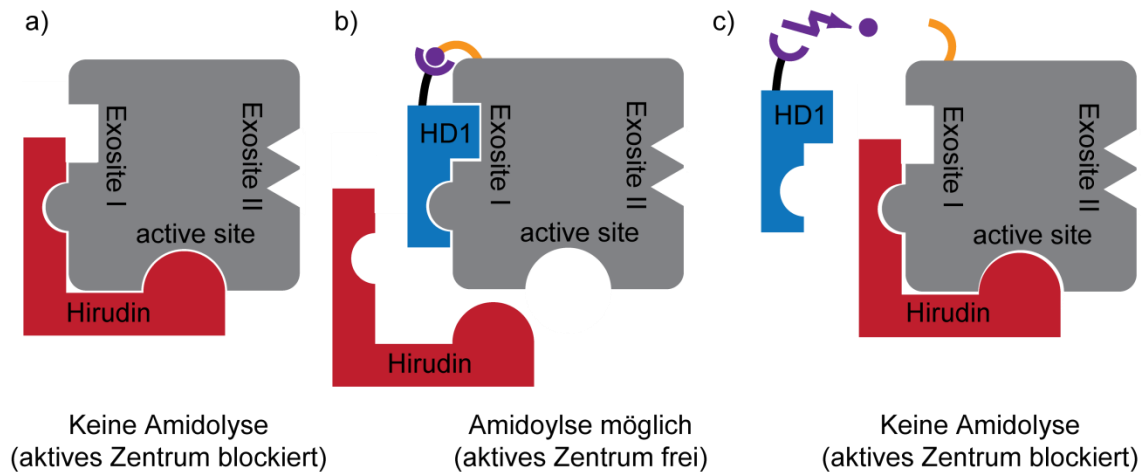 a)
Exosite I
Exosite II
active site
Hirudin
Keine Amidolyse
(aktives Zentrum blockiert)
b)
HD1
Exosite I
Exosite II
active site
Hirudin
Amidoylse möglich
(aktives Zentrum frei)
c)
HD1
Exosite I
Exosite II
active site
Hirudin
Keine Amidolyse
(aktives Zentrum blockiert)